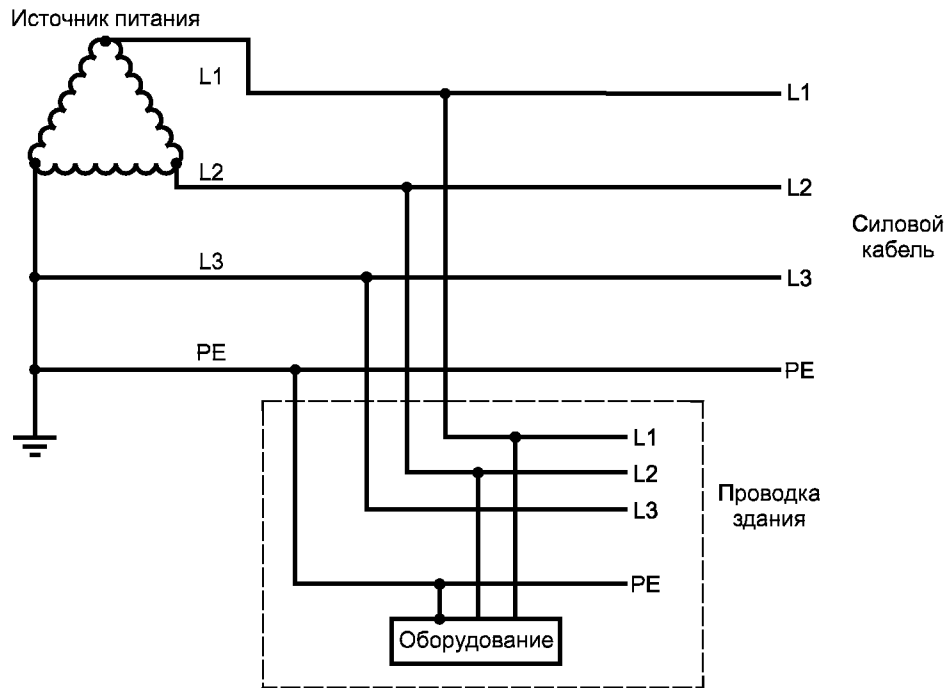 Источник питания
L1
L1
L2
L2
Силовой
кабель
L3
L3
PE
PE
L1
L2
Проводка
здания
L3
PE
Оборудование